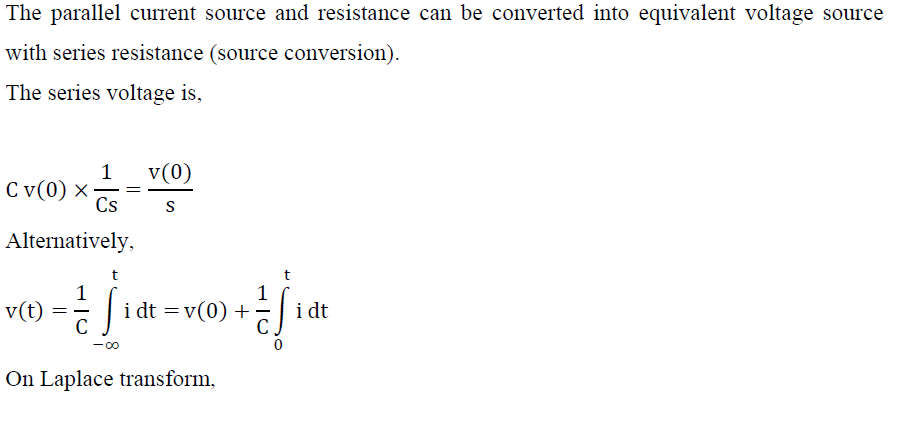 The parallel current source and resistance can be converted into equivalent voltage source
with series resistance (source conversion).
The series voltage is,
C v(0) × 1/Cs = v(0)/s
Alternatively,
v(t) = 1/C ∫_{-∞}^{t} i dt = v(0) + 1/C ∫_{0}^{t} i dt
On Laplace transform,